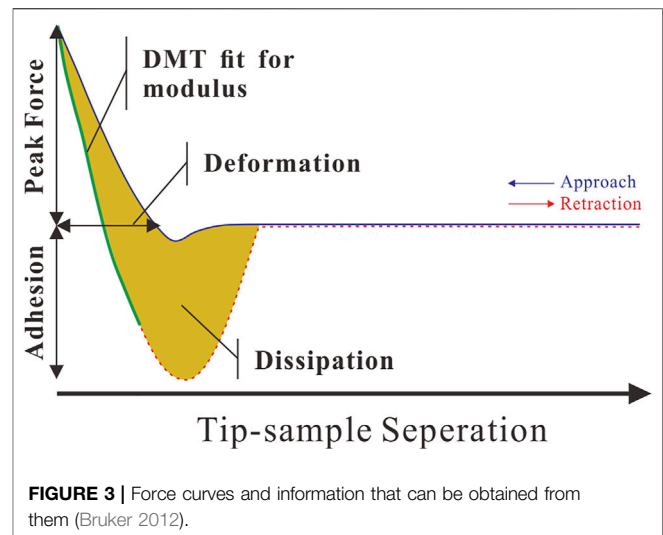 DMT fit for
modulus
Peak Force
Deformation
Approach
Retraction
Adhesion
Dissipation
Tip-sample Seperation
FIGURE 3 | Force curves and information that can be obtained from
them (Bruker 2012).